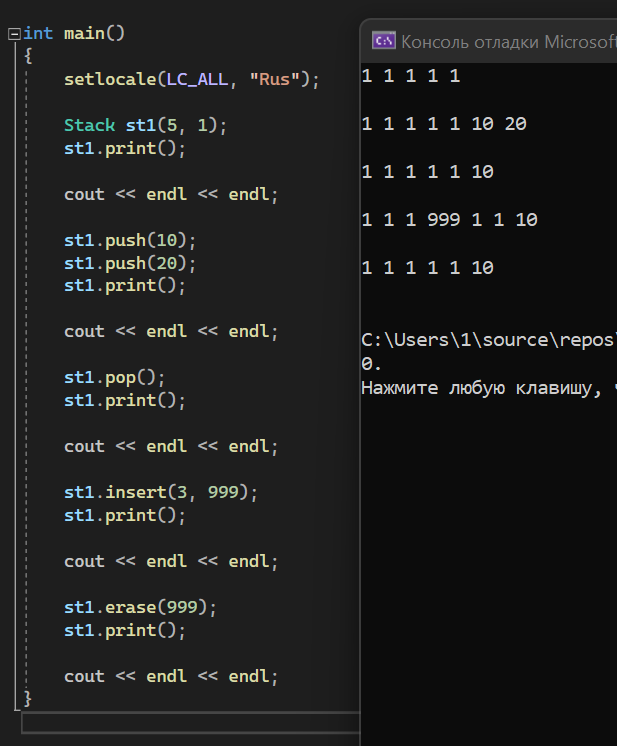 int main()
{
setlocale(LC_ALL, "Rus");
Stack st1(5, 1);
st1.print();
cout << endl << endl;
st1.push(10);
st1.push(20);
st1.print();
cout << endl << endl;
st1.pop();
st1.print();
cout << endl << endl;
st1.insert(3, 999);
st1.print();
cout << endl << endl;
st1.erase(999);
st1.print();
cout << endl << endl;
}
Консоль отладки Microsoft
1 1 1 1 1
1 1 1 1 1 10 20
1 1 1 1 1 10
1 1 1 999 1 1 10
1 1 1 1 1 10
C:\Users\1\source\repos\
0.
Нажмите любую клавишу,